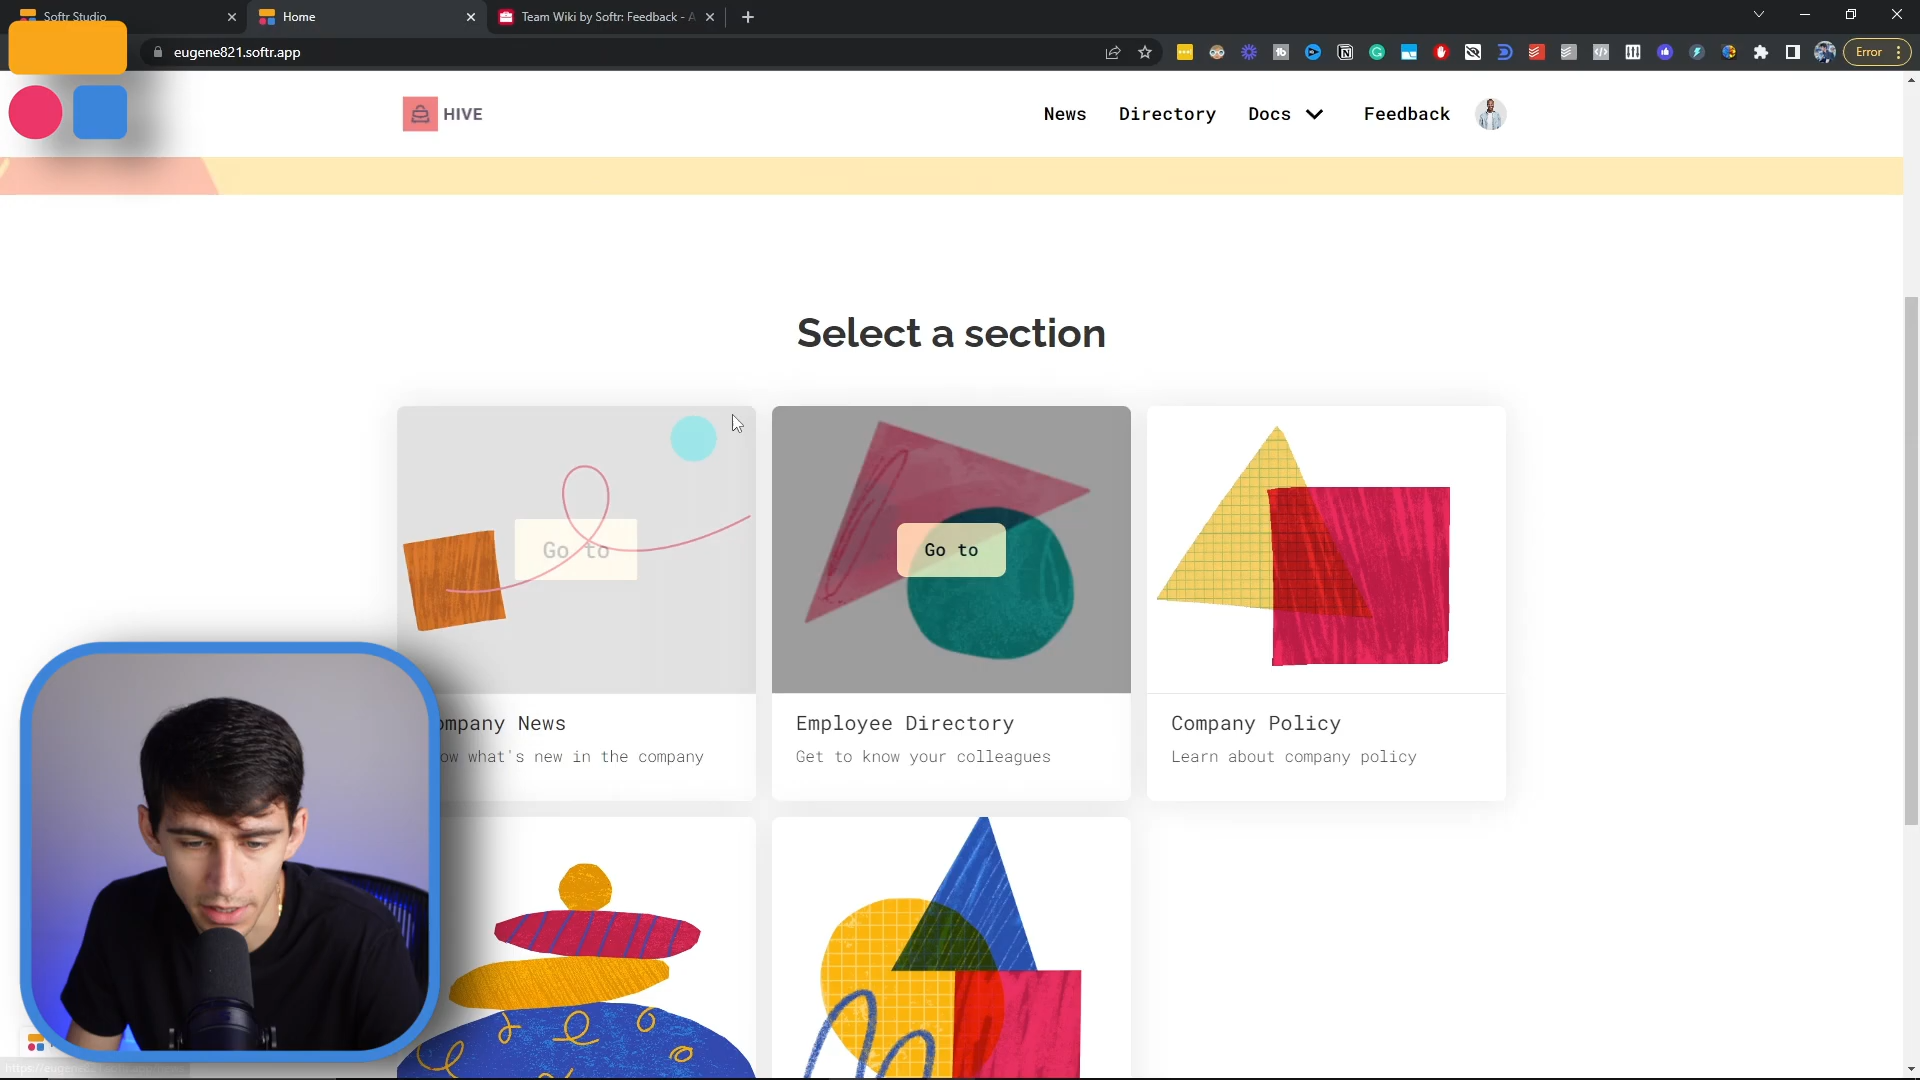 Softr Studio
Home
Team Wiki by Softr: Feedback - A
eugene821.softr.app
Error
HIVE
News
Directory
Docs
Feedback
Select a section
Go to
Go to
ompany News
ow what's new in the company
Employee Directory
Get to know your colleagues
Company Policy
Learn about company policy